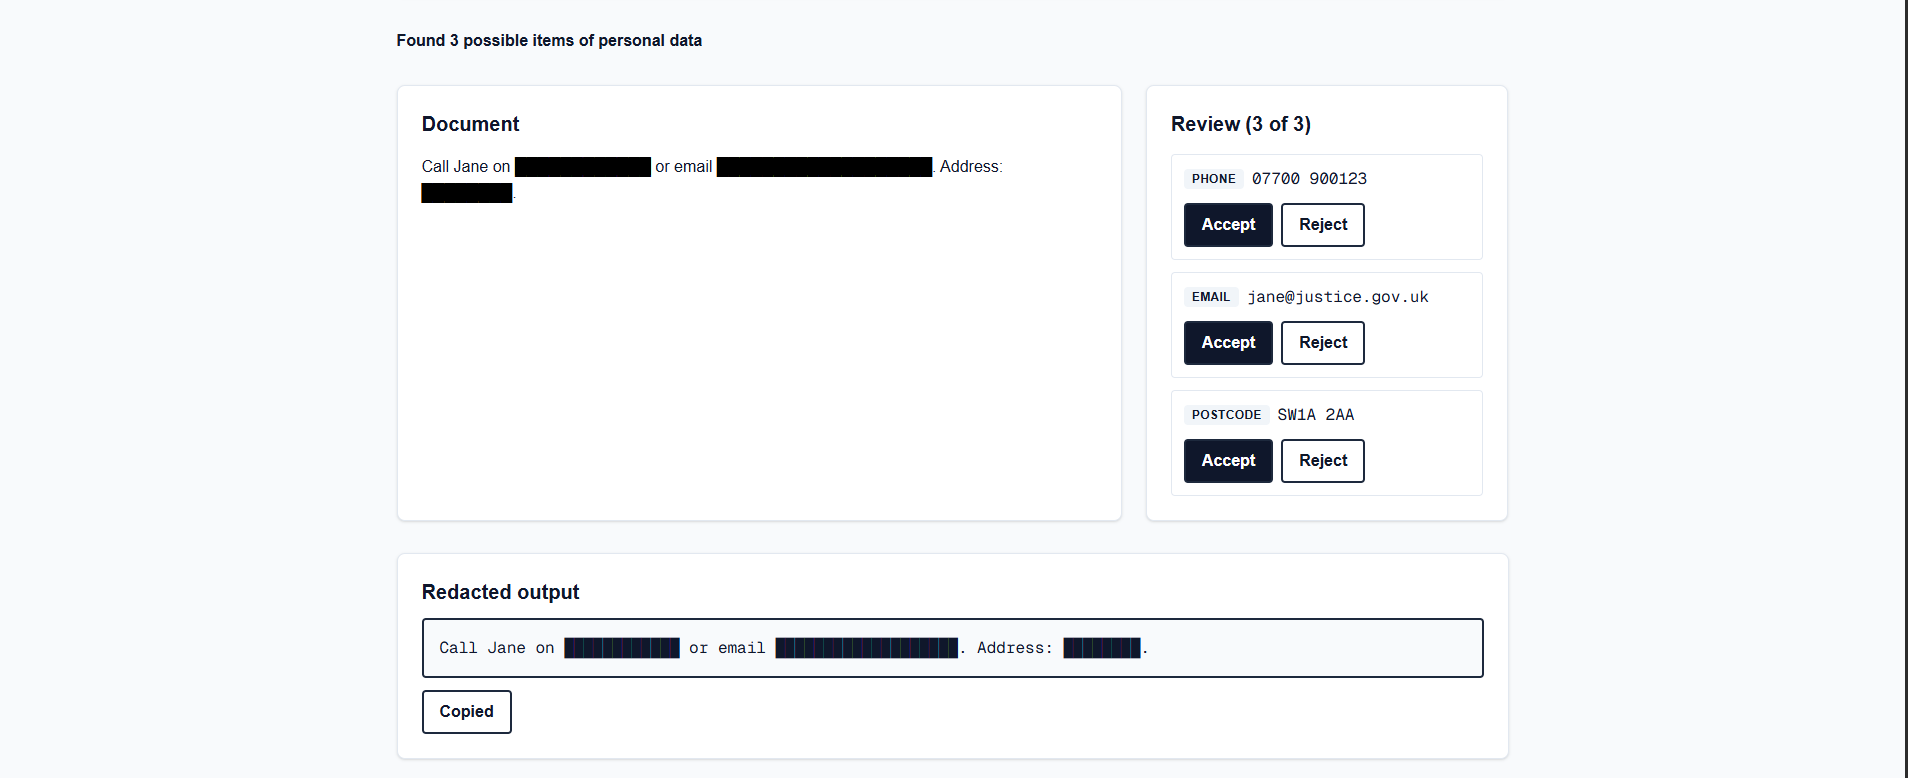 Found 3 possible items of personal data
Document
Call Jane on ████████████ or email ███████████████████. Address:
████████.
Review (3 of 3)
PHONE 07700 900123
Accept Reject
EMAIL jane@justice.gov.uk
Accept Reject
POSTCODE SW1A 2AA
Accept Reject
Redacted output
Call Jane on ████████████ or email ███████████████████. Address: ████████.
Copied